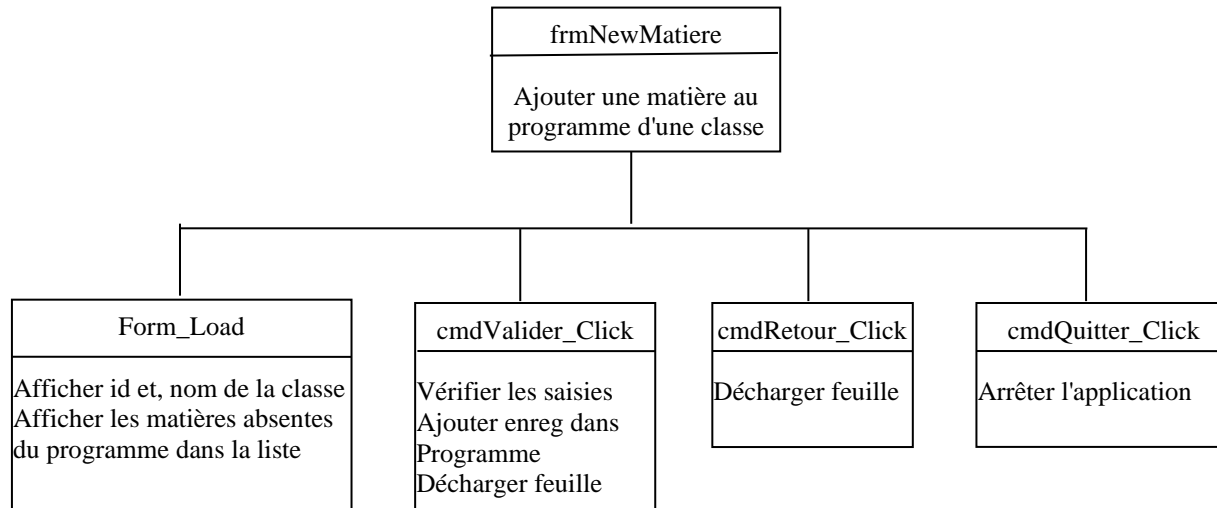 frmNewMatiere
Ajouter une matière au
programme d'une classe
Form_Load
Afficher id et, nom de la classe
Afficher les matières absentes
du programme dans la liste
cmdValider_Click
Vérifier les saisies
Ajouter enreg dans
Programme
Décharger feuille
cmdRetour_Click
Décharger feuille
cmdQuitter_Click
Arrêter l'application